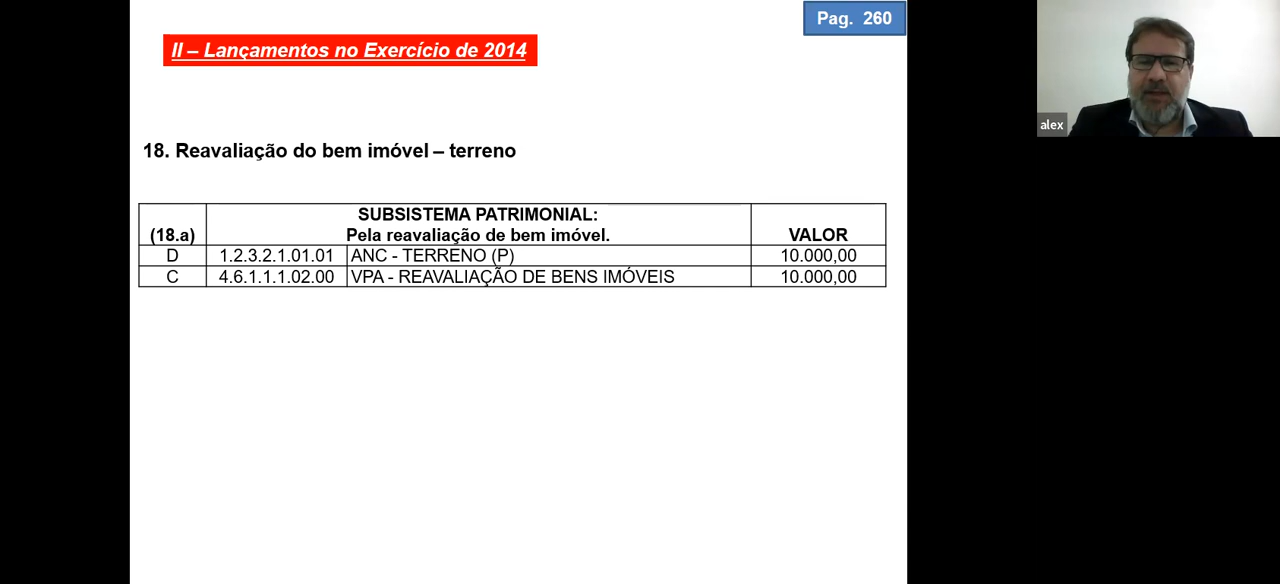 Pag. 260
II – Lançamentos no Exercício de 2014
alex
18. Reavaliação do bem imóvel – terreno
SUBSISTEMA PATRIMONIAL:
(18.a) Pela reavaliação de bem imóvel. VALOR
D 1.2.3.2.1.01.01 ANC - TERRENO (P) 10.000,00
C 4.6.1.1.1.02.00 VPA - REAVALIAÇÃO DE BENS IMÓVEIS 10.000,00